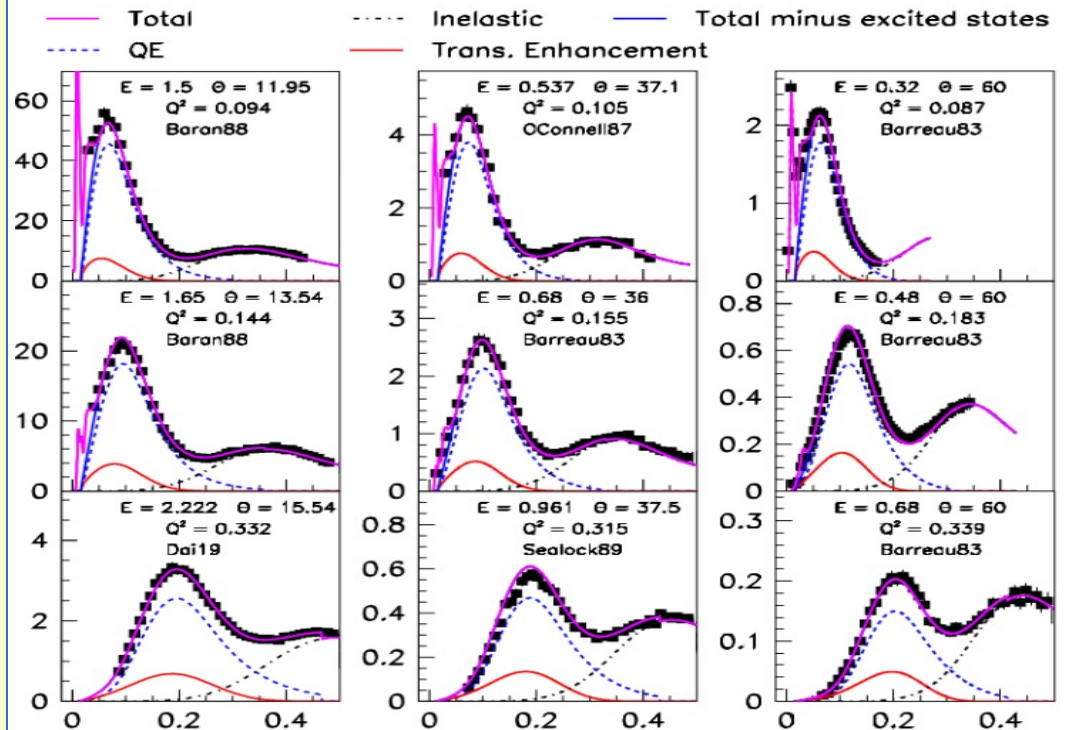 Total Inelastic Total minus excited states
QE Trans. Enhancement
E = 1.5 Θ = 11.95
Q² = 0.094
Baran88
60
40
20
0
E = 0.537 Θ = 37.1
Q² = 0.105
OConnell87
4
2
0
E = 0.32 Θ = 60
Q² = 0.087
Barreau83
2
1
0
E = 1.65 Θ = 13.54
Q² = 0.144
Baran88
20
10
0
E = 0.68 Θ = 36
Q² = 0.155
Barreau83
3
2
1
0
E = 0.48 Θ = 60
Q² = 0.183
Barreau83
0.8
0.6
0.4
0.2
0
E = 2.222 Θ = 15.54
Q² = 0.332
Dai19
4
2
0
E = 0.961 Θ = 37.5
Q² = 0.315
Sealock89
0.8
0.6
0.4
0.2
0
E = 0.68 Θ = 60
Q² = 0.339
Barreau83
0.3
0.2
0.1
0
0 0.2 0.4 0 0.2 0.4 0 0.2 0.4